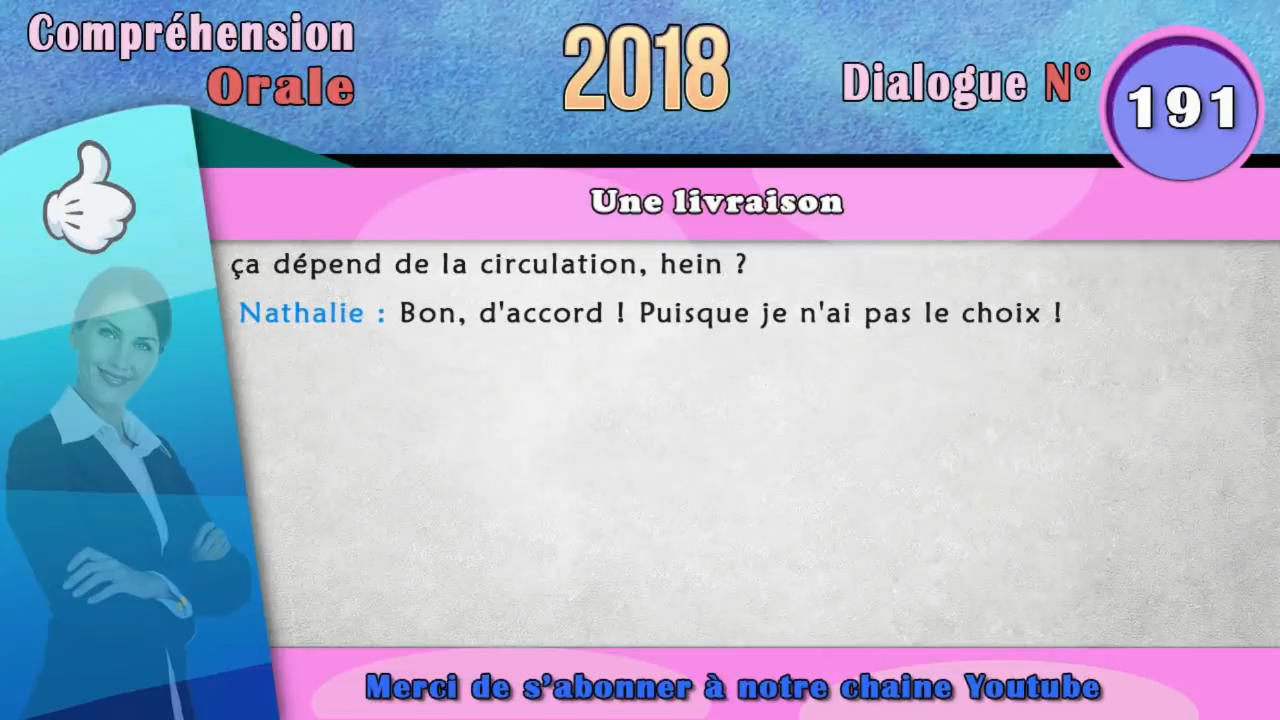 Compréhension
Orale
2018
Dialogue N°
191
Une livraison
ça dépend de la circulation, hein ?
Nathalie : Bon, d'accord ! Puisque je n'ai pas le choix !
Merci de s’abonner à notre chaine Youtube